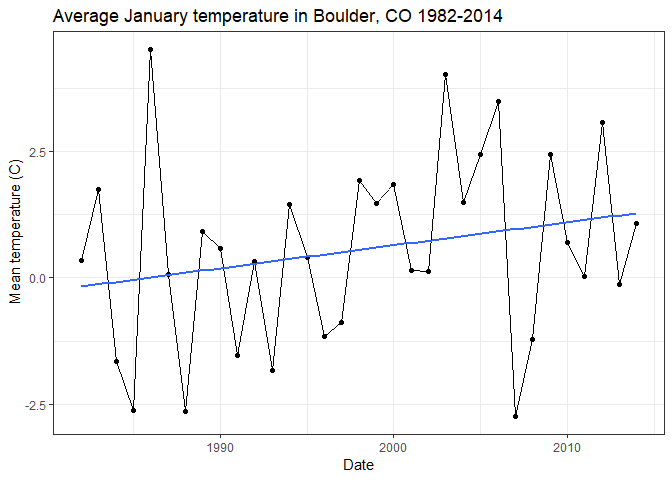 Average January temperature in Boulder, CO 1982-2014
Mean temperature (C)
2.5
0.0
-2.5
1990 2000 2010
Date